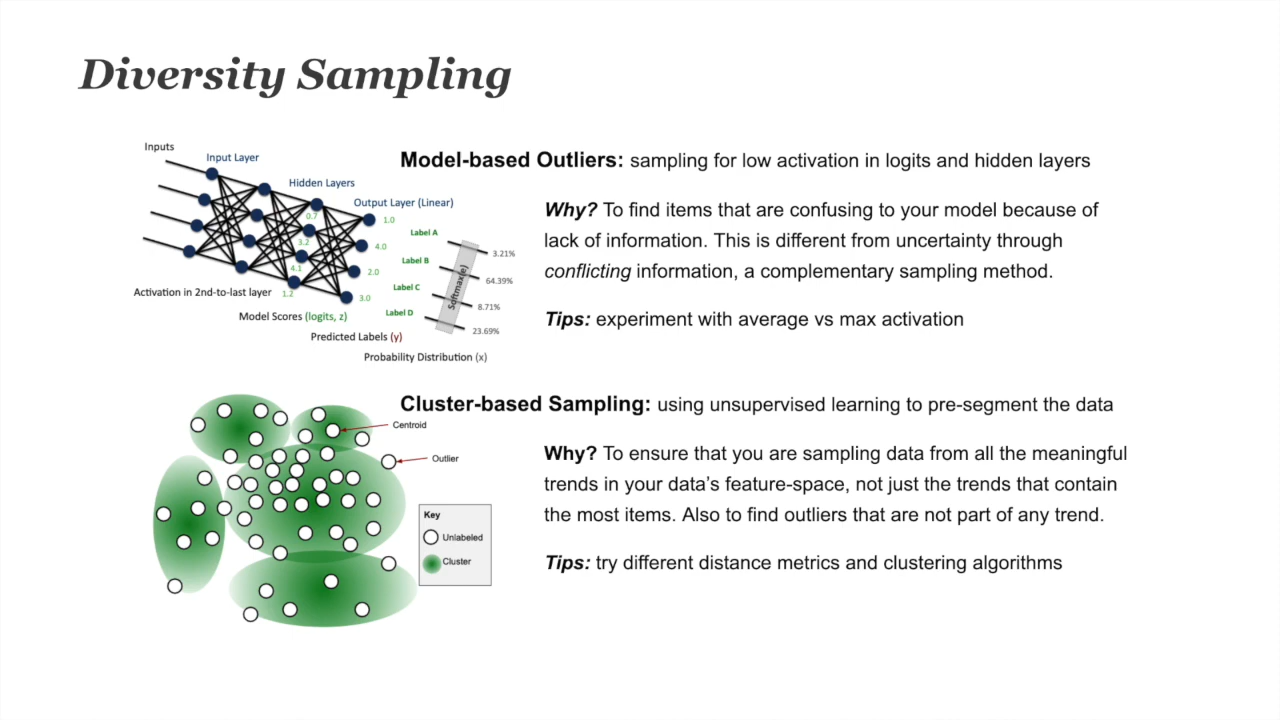 Diversity Sampling
Inputs
Input Layer
Hidden Layers
Output Layer (Linear)
0.7
3.2
4.1
1.2
1.0
4.0
2.0
3.0
Label A
Label B
Label C
Label D
Softmax(e)
3.21%
64.39%
8.71%
23.69%
Activation in 2nd-to-last layer
Model Scores (logits, z)
Predicted Labels (y)
Probability Distribution (x)
Model-based Outliers: sampling for low activation in logits and hidden layers
Why? To find items that are confusing to your model because of
lack of information. This is different from uncertainty through
conflicting information, a complementary sampling method.
Tips: experiment with average vs max activation
Cluster-based Sampling: using unsupervised learning to pre-segment the data
Centroid
Outlier
Key
Unlabeled
Cluster
Why? To ensure that you are sampling data from all the meaningful
trends in your data's feature-space, not just the trends that contain
the most items. Also to find outliers that are not part of any trend.
Tips: try different distance metrics and clustering algorithms